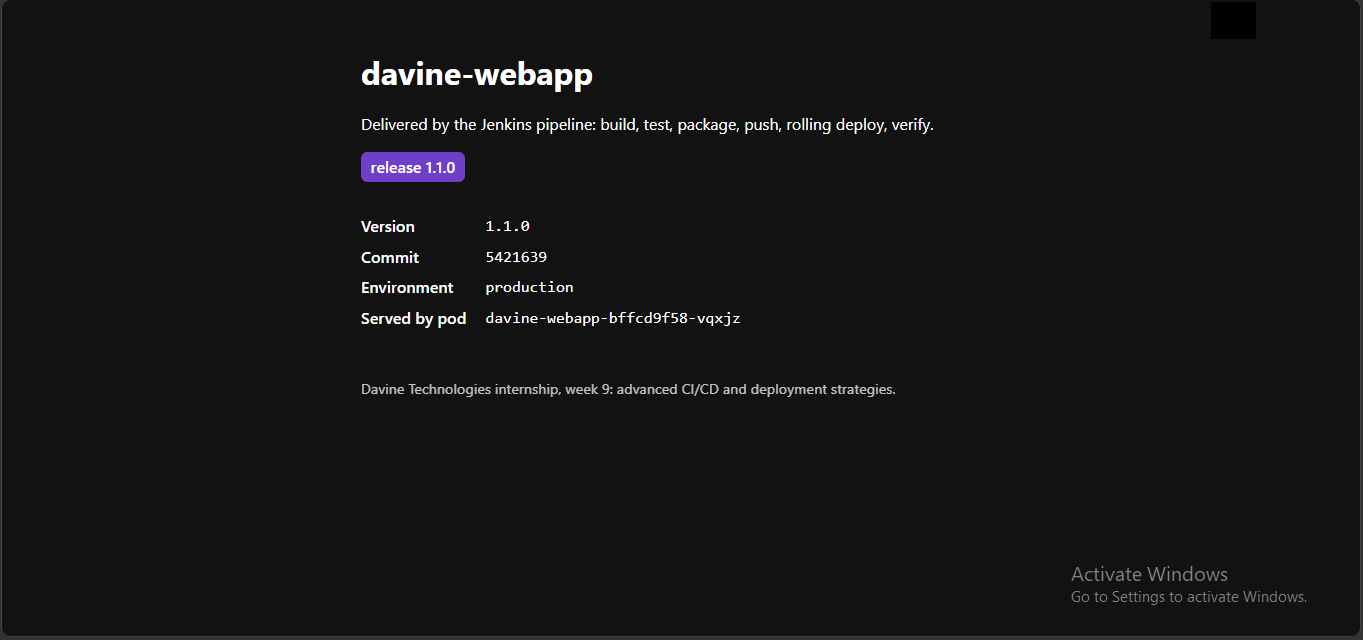 davine-webapp
Delivered by the Jenkins pipeline: build, test, package, push, rolling deploy, verify.
release 1.1.0
Version 1.1.0
Commit 5421639
Environment production
Served by pod davine-webapp-bffcd9f58-vqxjz
Davine Technologies internship, week 9: advanced CI/CD and deployment strategies.
Activate Windows
Go to Settings to activate Windows.